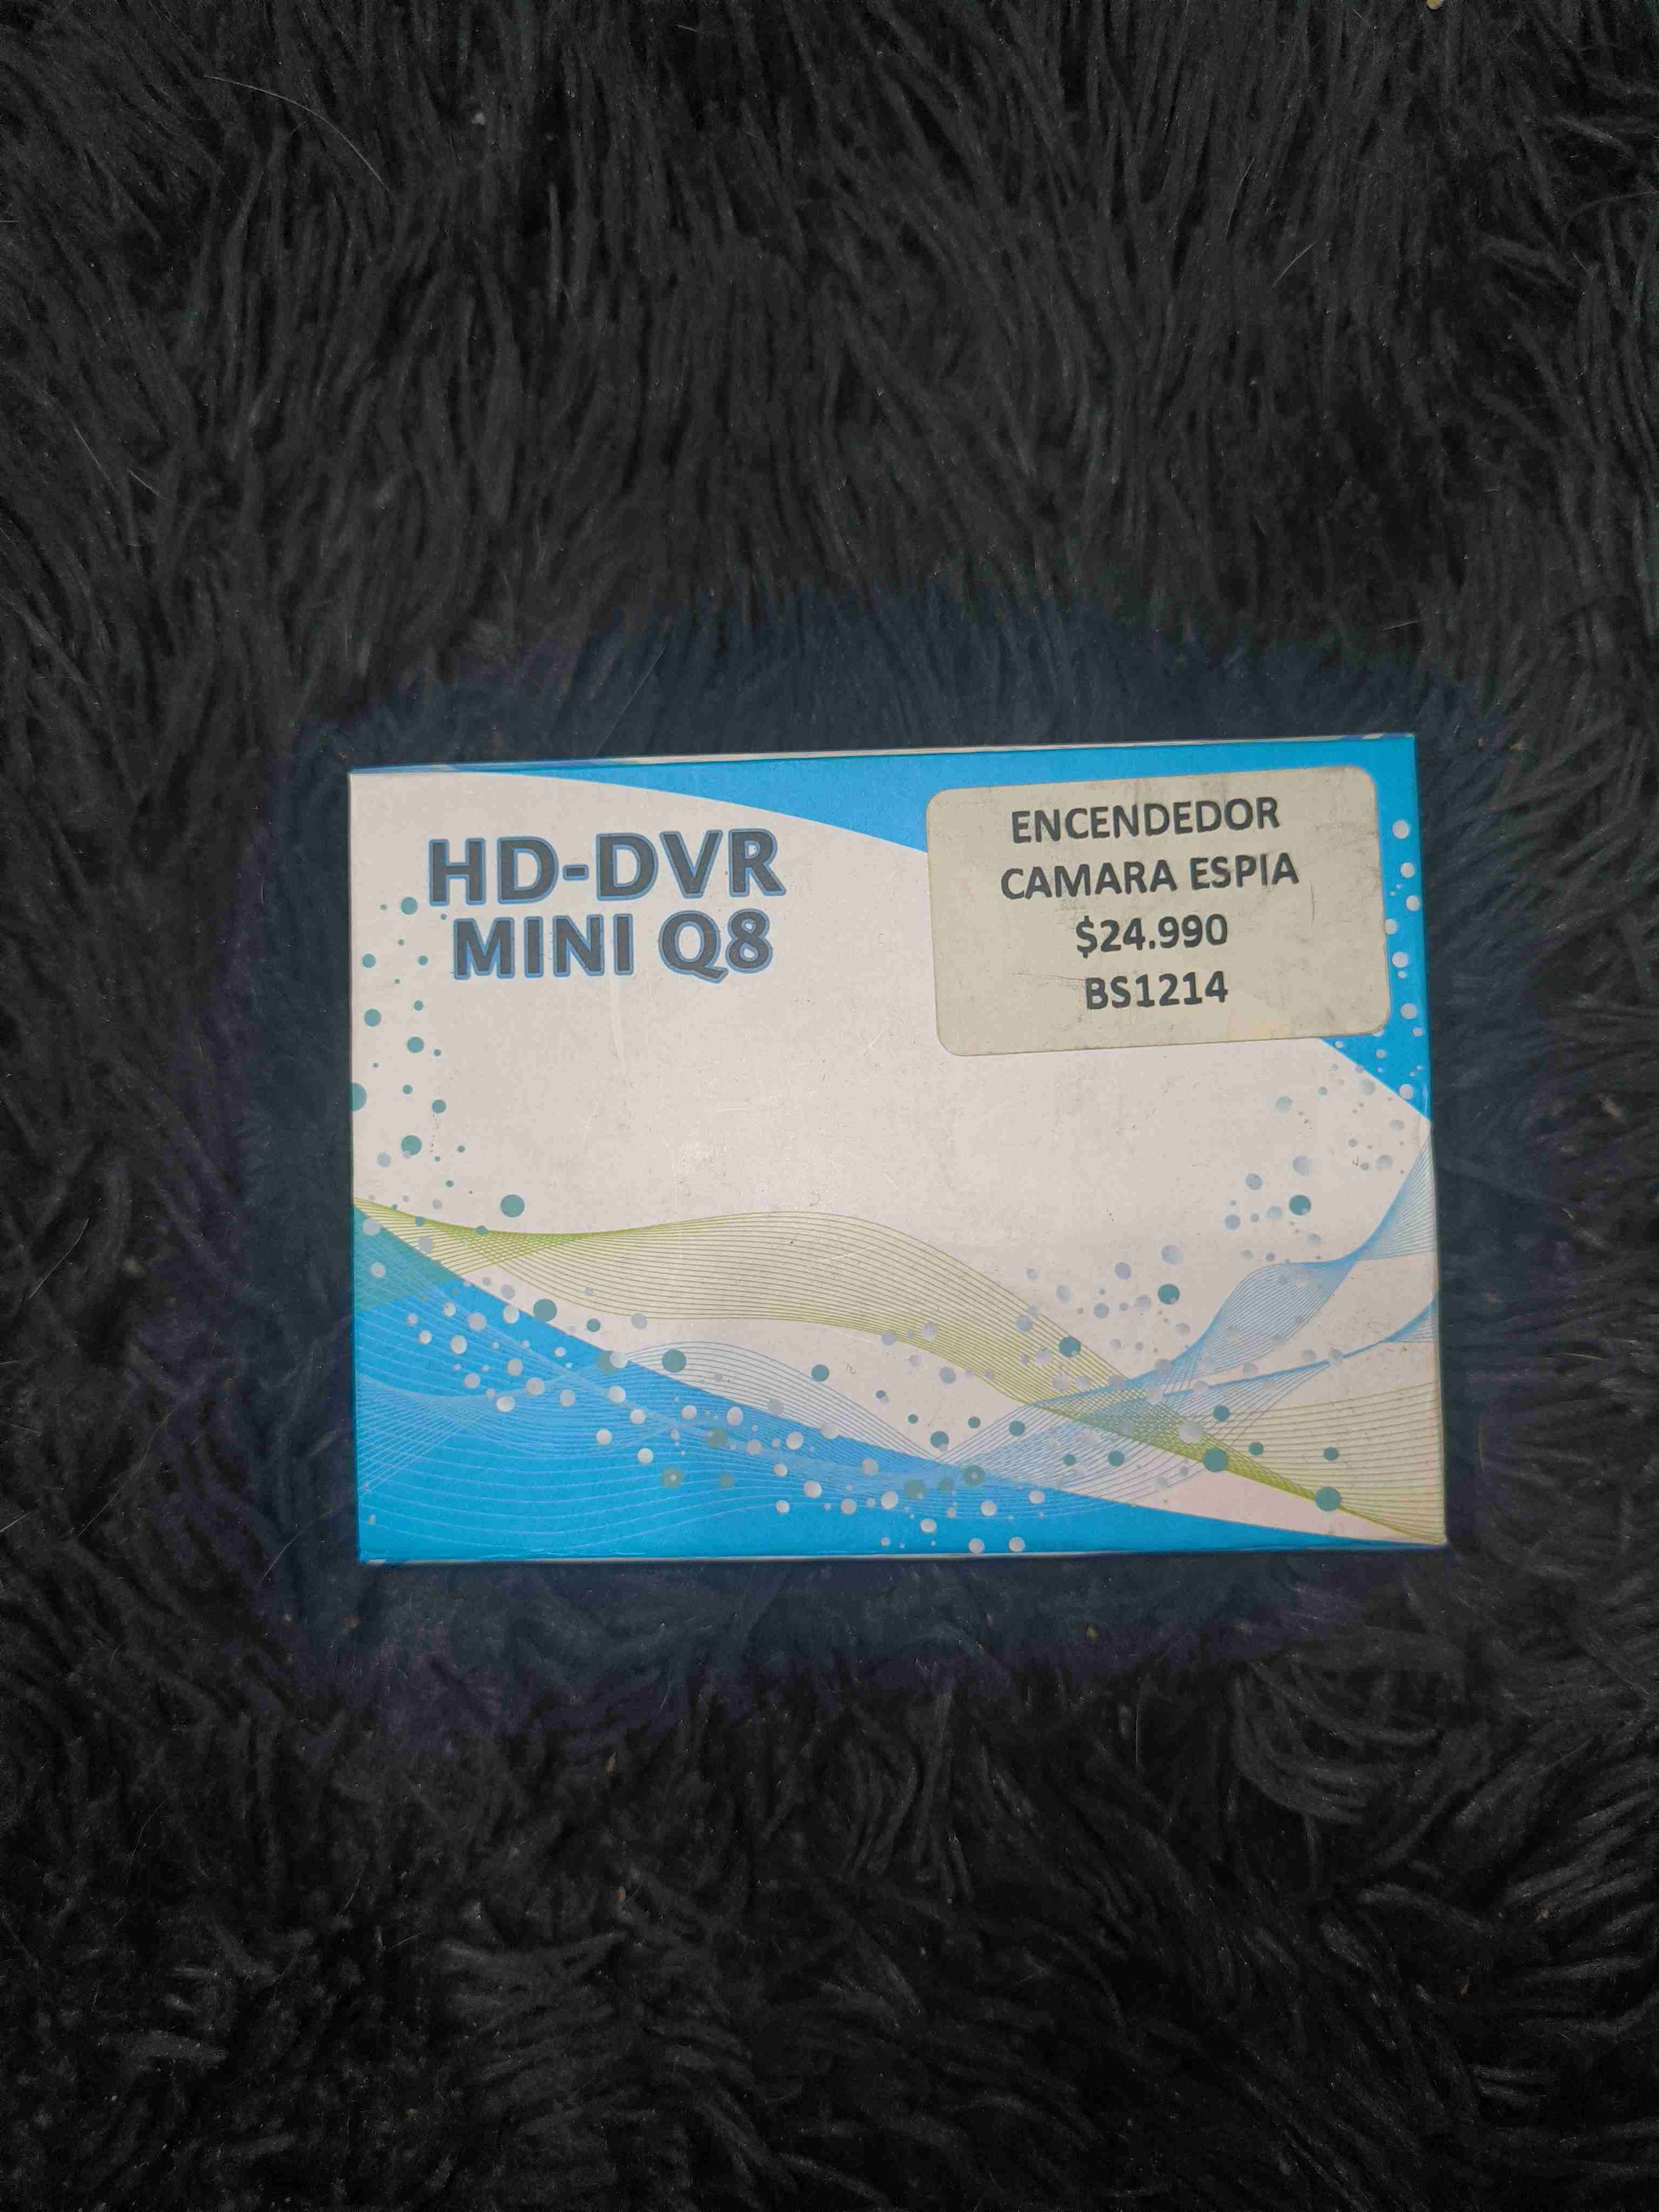 HD-DVR
MINI Q8
ENCENDEDOR
CAMARA ESPIA
$24.990
BS1214